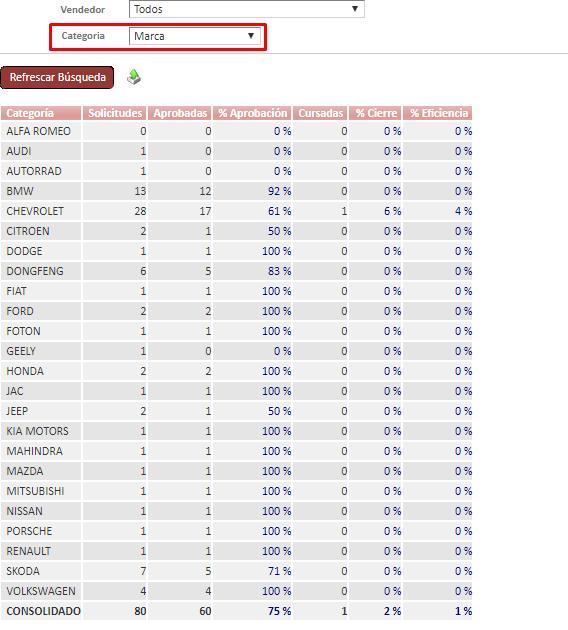 Vendedor Todos
Categoria Marca
Refrescar Búsqueda
Categoría Solicitudes Aprobadas % Aprobación Cursadas % Cierre % Eficiencia
ALFA ROMEO 0 0 0 % 0 0 % 0 %
AUDI 1 0 0 % 0 0 % 0 %
AUTORRAD 1 0 0 % 0 0 % 0 %
BMW 13 12 92 % 0 0 % 0 %
CHEVROLET 28 17 61 % 1 6 % 4 %
CITROEN 2 1 50 % 0 0 % 0 %
DODGE 1 1 100 % 0 0 % 0 %
DONGFENG 6 5 83 % 0 0 % 0 %
FIAT 1 1 100 % 0 0 % 0 %
FORD 2 2 100 % 0 0 % 0 %
FOTON 1 1 100 % 0 0 % 0 %
GEELY 1 0 0 % 0 0 % 0 %
HONDA 2 2 100 % 0 0 % 0 %
JAC 1 1 100 % 0 0 % 0 %
JEEP 2 1 50 % 0 0 % 0 %
KIA MOTORS 1 1 100 % 0 0 % 0 %
MAHINDRA 1 1 100 % 0 0 % 0 %
MAZDA 1 1 100 % 0 0 % 0 %
MITSUBISHI 1 1 100 % 0 0 % 0 %
NISSAN 1 1 100 % 0 0 % 0 %
PORSCHE 1 1 100 % 0 0 % 0 %
RENAULT 1 1 100 % 0 0 % 0 %
SKODA 7 5 71 % 0 0 % 0 %
VOLKSWAGEN 4 4 100 % 0 0 % 0 %
CONSOLIDADO 80 60 75 % 1 2 % 1 %